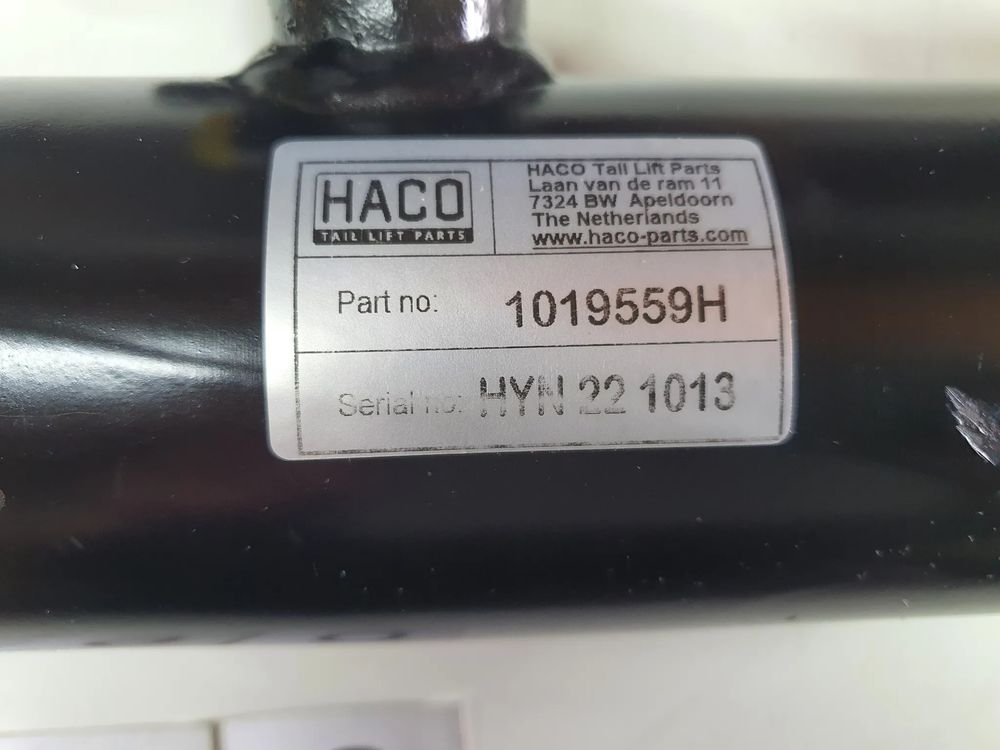 HACO
TAIL LIFT PARTS
HACO Tail Lift Parts
Laan van de ram 11
7324 BW Apeldoorn
The Netherlands
www.haco-parts.com
Part no: 1019559H
Serial no: HYN 22 1013